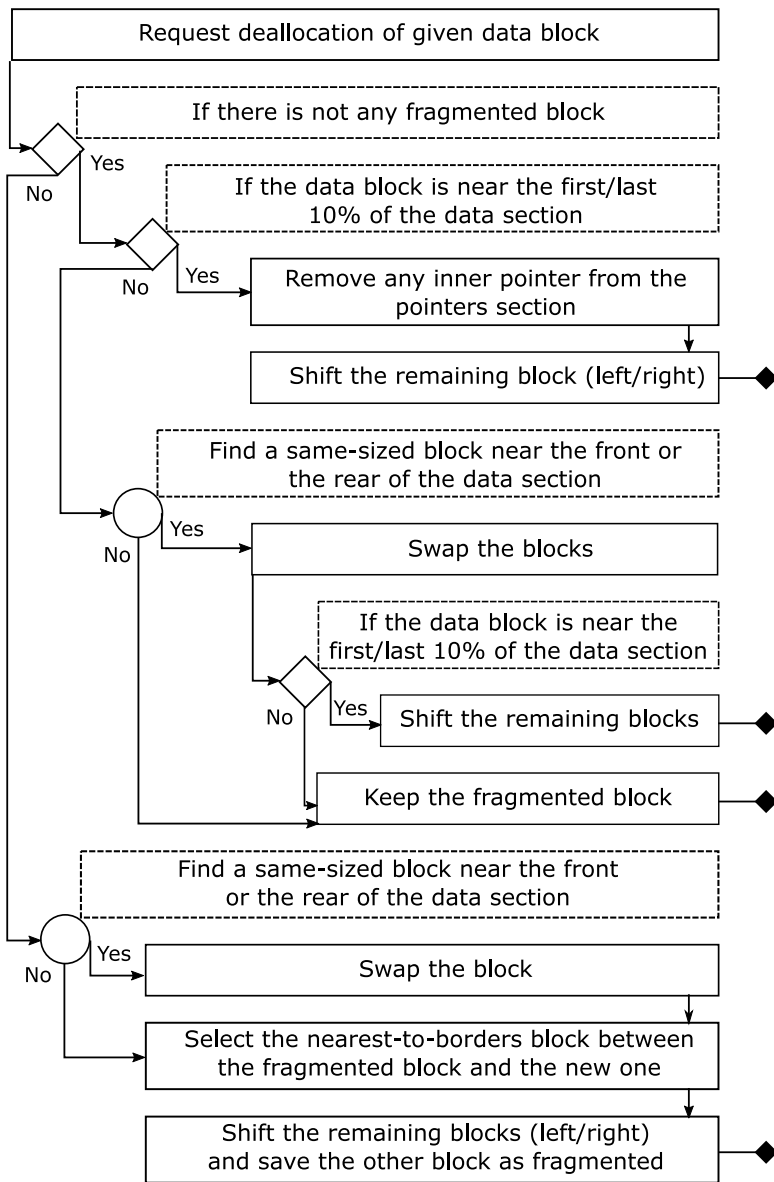 Request deallocation of given data block
If there is not any fragmented block
Yes
No
If the data block is near the first/last
10% of the data section
Yes
No
Remove any inner pointer from the
pointers section
Shift the remaining block (left/right)
Find a same-sized block near the front or
the rear of the data section
Yes
No
Swap the blocks
If the data block is near the
first/last 10% of the data section
Yes
No
Shift the remaining blocks
Keep the fragmented block
Find a same-sized block near the front
or the rear of the data section
Yes
No
Swap the block
Select the nearest-to-borders block between
the fragmented block and the new one
Shift the remaining blocks (left/right)
and save the other block as fragmented